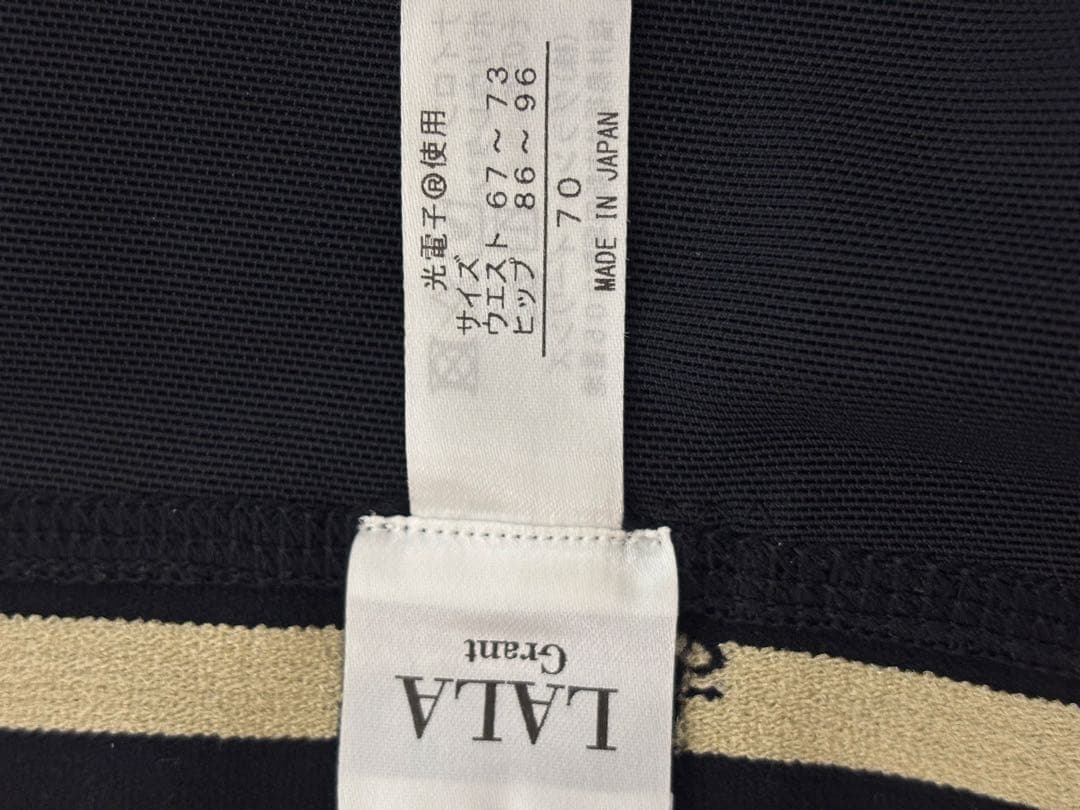 光電子®使用
サイズ
ウエスト 67～73
ヒップ 86～96
70
MADE IN JAPAN
LALA
Grant